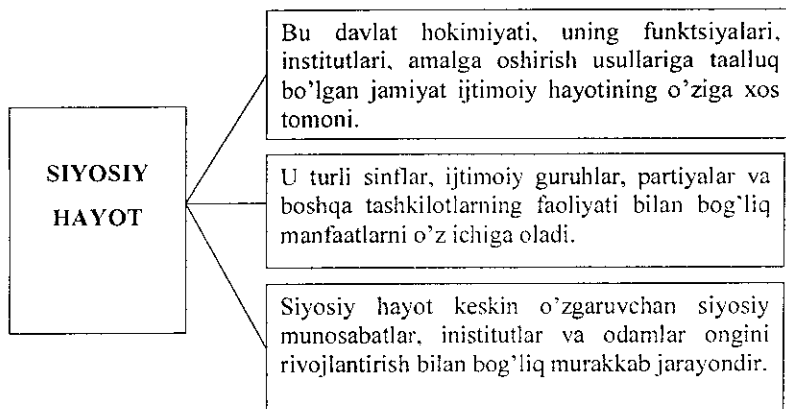 SIYOSIY
HAYOT
Bu davlat hokimiyati, uning funktsiyalari,
institutlari, amalga oshirish usullariga taalluq
bo'lgan jamiyat ijtimoiy hayotining o'ziga xos
tomoni.
U turli sinflar, ijtimoiy guruhlar, partiyalar va
boshqa tashkilotlarning faoliyati bilan bog'liq
manfaatlarni o'z ichiga oladi.
Siyosiy hayot keskin o'zgaruvchan siyosiy
munosabatlar, inistitutlar va odamlar ongini
rivojlantirish bilan bog'liq murakkab jarayondir.